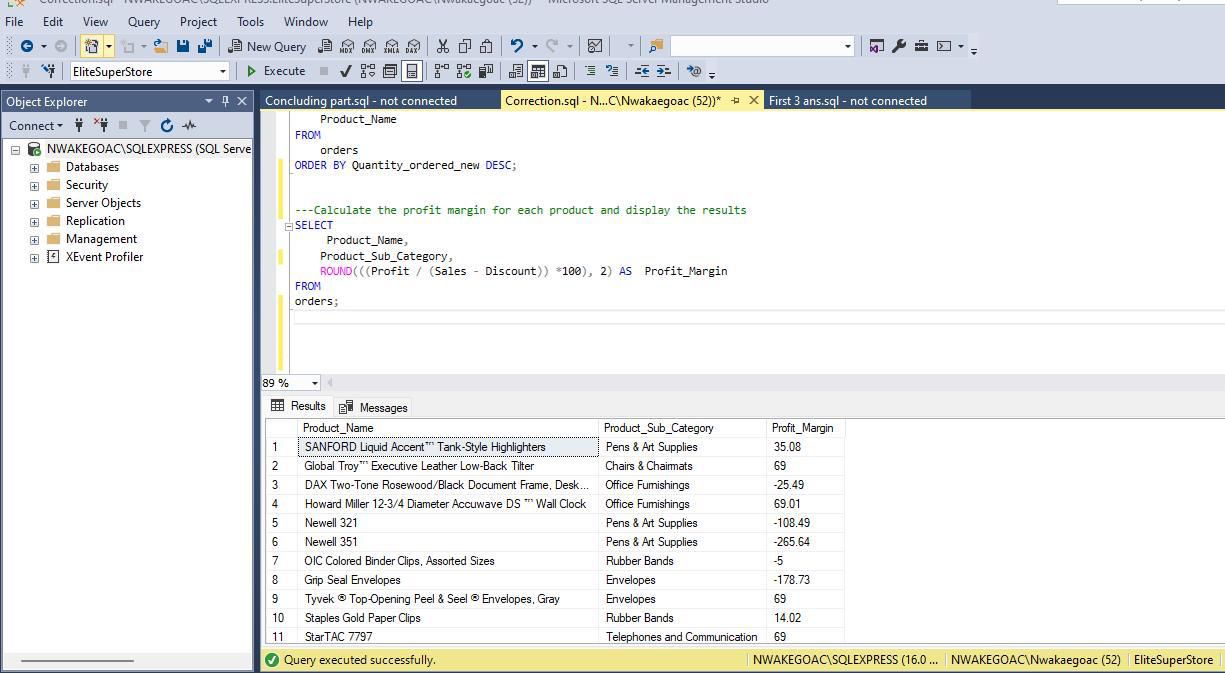 Correction.sql - NWAKEGOAC\SQLEXPRESS.EliteSuperStore (NWAKEGOAC\Nwakaegoac (52))* - Microsoft SQL Server Management Studio
File Edit View Query Project Tools Window Help
New Query MDX DMX XMLA DAX
EliteSuperStore Execute
Object Explorer
Connect
NWAKEGOAC\SQLEXPRESS (SQL Serve
Databases
Security
Server Objects
Replication
Management
XEvent Profiler
Concluding part.sql - not connected Correction.sql - N...C\Nwakaegoac (52))* First 3 ans.sql - not connected
Product_Name
FROM
orders
ORDER BY Quantity_ordered_new DESC;
---Calculate the profit margin for each product and display the results
SELECT
Product_Name,
Product_Sub_Category,
ROUND(((Profit / (Sales - Discount)) *100), 2) AS Profit_Margin
FROM
orders;
89 %
Results Messages
Product_Name Product_Sub_Category Profit_Margin
1 SANFORD Liquid Accent™ Tank-Style Highlighters Pens & Art Supplies 35.08
2 Global Troy™ Executive Leather Low-Back Tilter Chairs & Chairmats 69
3 DAX Two-Tone Rosewood/Black Document Frame, Desk... Office Furnishings -25.49
4 Howard Miller 12-3/4 Diameter Accuwave DS ™ Wall Clock Office Furnishings 69.01
5 Newell 321 Pens & Art Supplies -108.49
6 Newell 351 Pens & Art Supplies -265.64
7 OIC Colored Binder Clips, Assorted Sizes Rubber Bands -5
8 Grip Seal Envelopes Envelopes -178.73
9 Tyvek ® Top-Opening Peel & Seel ® Envelopes, Gray Envelopes 69
10 Staples Gold Paper Clips Rubber Bands 14.02
11 StarTAC 7797 Telephones and Communication 69
Query executed successfully. NWAKEGOAC\SQLEXPRESS (16.0 ... NWAKEGOAC\Nwakaegoac (52) EliteSuperStore